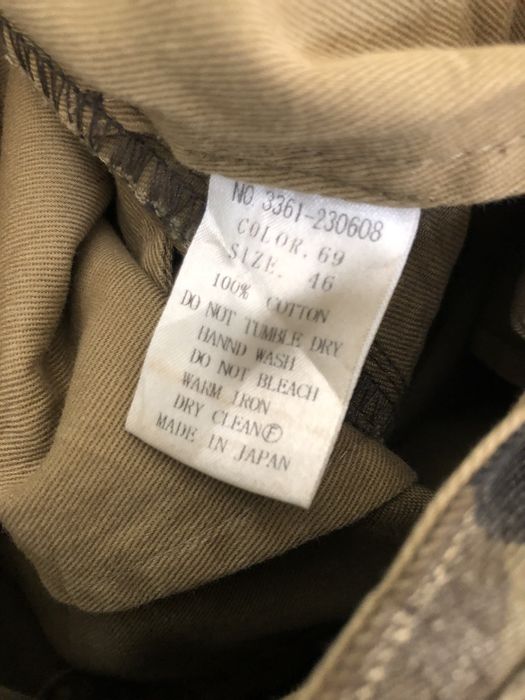 NO. 3361-230608
COLOR. 69
SIZE. 46
100% COTTON
DO NOT TUMBLE DRY
HANND WASH
DO NOT BLEACH
WARM IRON
DRY CLEANⒻ
MADE IN JAPAN